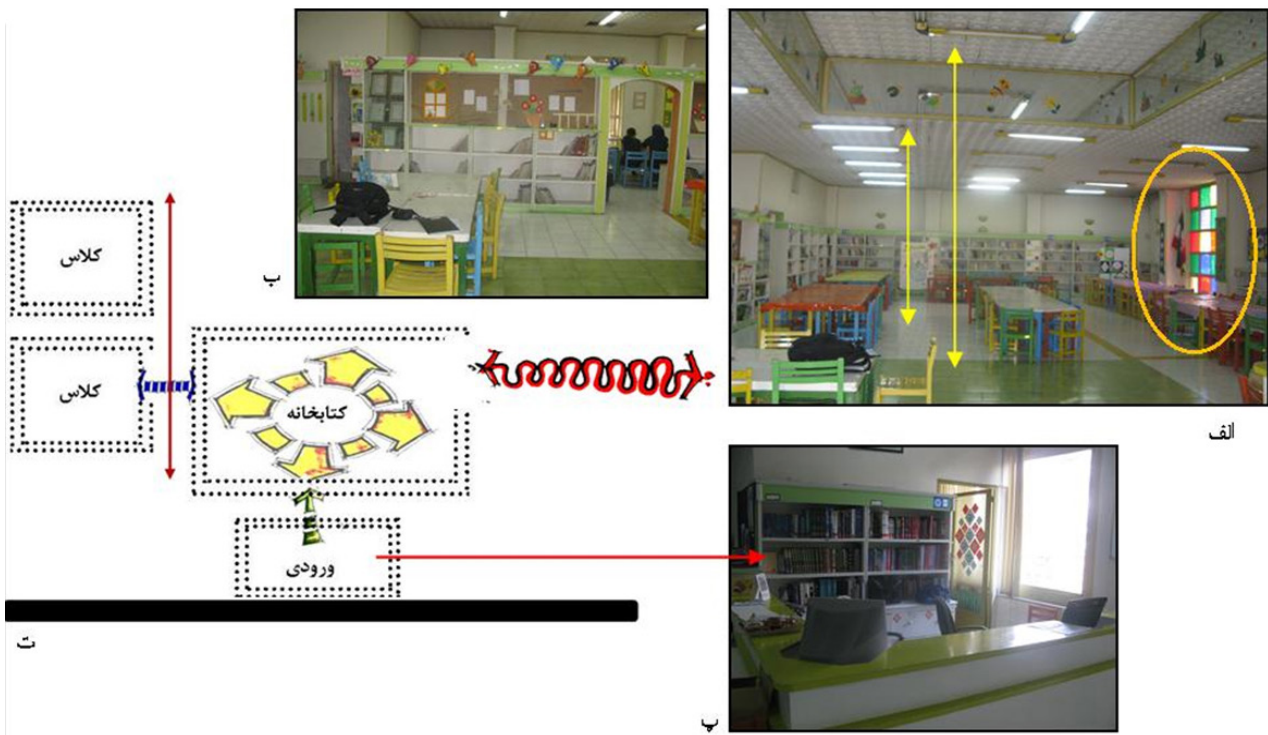 الف
ب
کلاس
کلاس
کتابخانه
ورودی
پ
ت